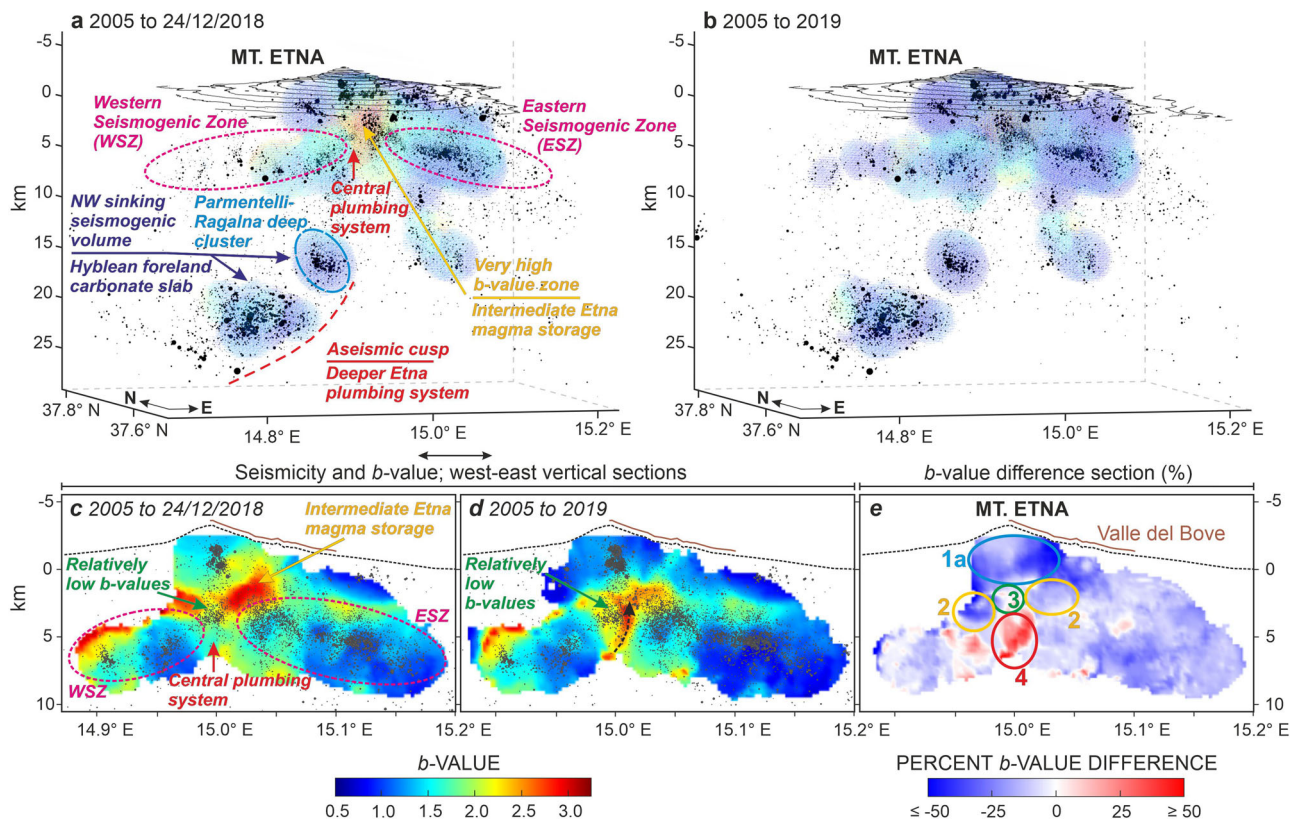 a 2005 to 24/12/2018
-5
0
5
10
15
20
25
km
MT. ETNA
Western
Seismogenic Zone
(WSZ)
Eastern
Seismogenic Zone
(ESZ)
NW sinking
seismogenic
volume
Hyblean foreland
carbonate slab
Parmentelli-
Ragalna deep
cluster
Central
plumbing
system
Very high
b-value zone
Intermediate Etna
magma storage
Aseismic cusp
Deeper Etna
plumbing system
N
E
37.8° N
37.6° N
14.8° E
15.0° E
15.2° E
b 2005 to 2019
-5
0
5
10
15
20
25
km
MT. ETNA
N
E
37.8° N
37.6° N
14.8° E
15.0° E
15.2° E
Seismicity and b-value; west-east vertical sections
b-value difference section (%)
c 2005 to 24/12/2018
-5
0
5
10
km
Intermediate Etna
magma storage
Relatively
low b-values
ESZ
WSZ
Central plumbing
system
14.9° E
15.0° E
15.1° E
15.2° E
d 2005 to 2019
Relatively
low
b-values
15.0° E
15.1° E
15.2° E
e
MT. ETNA
Valle del Bove
1a
2
3
2
4
-5
0
5
10
km
15.0° E
15.1° E
15.2° E
b-VALUE
0.5
1.0
1.5
2.0
3.0
PERCENT b-VALUE DIFFERENCE
≤ -50
-25
0
25
≥ 50